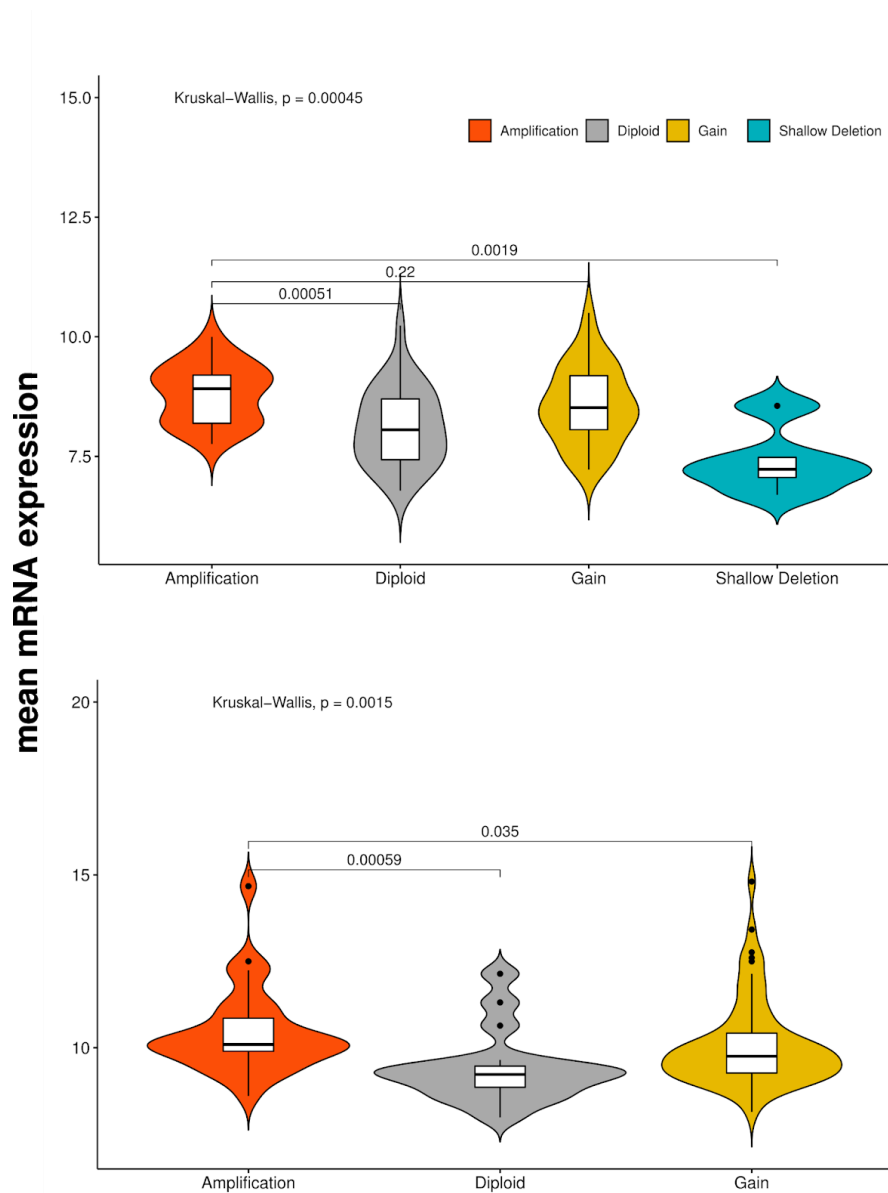 mean mRNA expression
15.0
12.5
10.0
7.5
Kruskal−Wallis, p = 0.00045
Amplification Diploid Gain Shallow Deletion
0.0019
0.22
0.00051
Amplification Diploid Gain Shallow Deletion
20
15
10
Kruskal−Wallis, p = 0.0015
0.035
0.00059
Amplification Diploid Gain